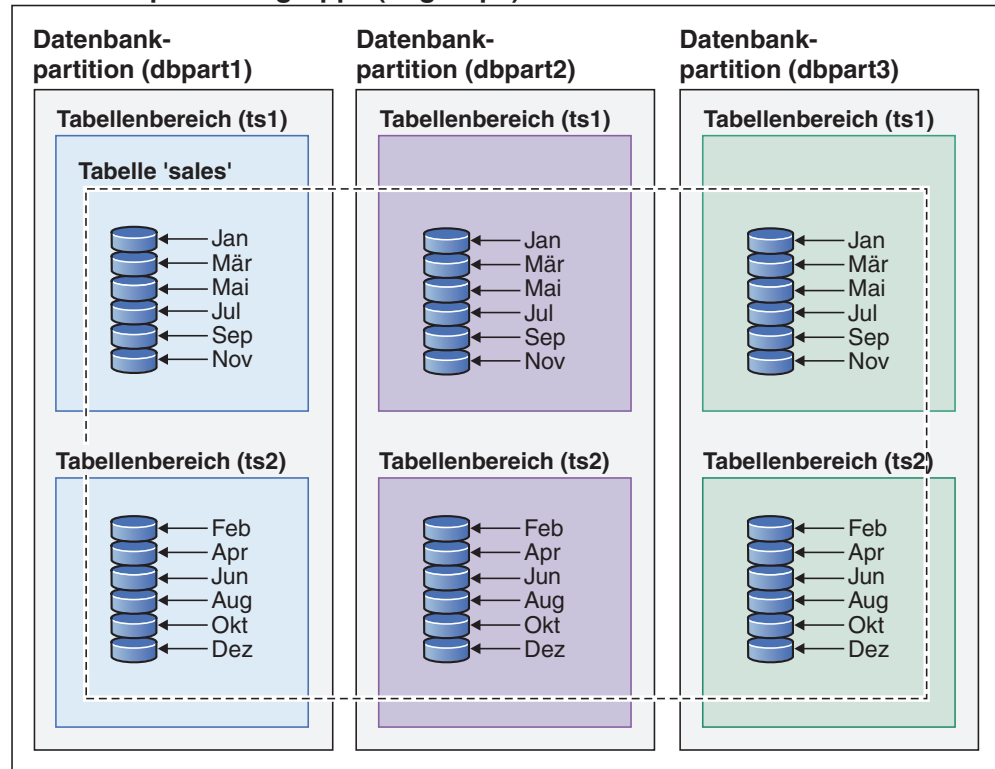 Datenbank-
partition (dbpart1)
Tabellenbereich (ts1)
Tabelle 'sales'
Jan
Mär
Mai
Jul
Sep
Nov
Tabellenbereich (ts2)
Feb
Apr
Jun
Aug
Okt
Dez
Datenbank-
partition (dbpart2)
Tabellenbereich (ts1)
Jan
Mär
Mai
Jul
Sep
Nov
Tabellenbereich (ts2)
Feb
Apr
Jun
Aug
Okt
Dez
Datenbank-
partition (dbpart3)
Tabellenbereich (ts1)
Jan
Mär
Mai
Jul
Sep
Nov
Tabellenbereich (ts2)
Feb
Apr
Jun
Aug
Okt
Dez